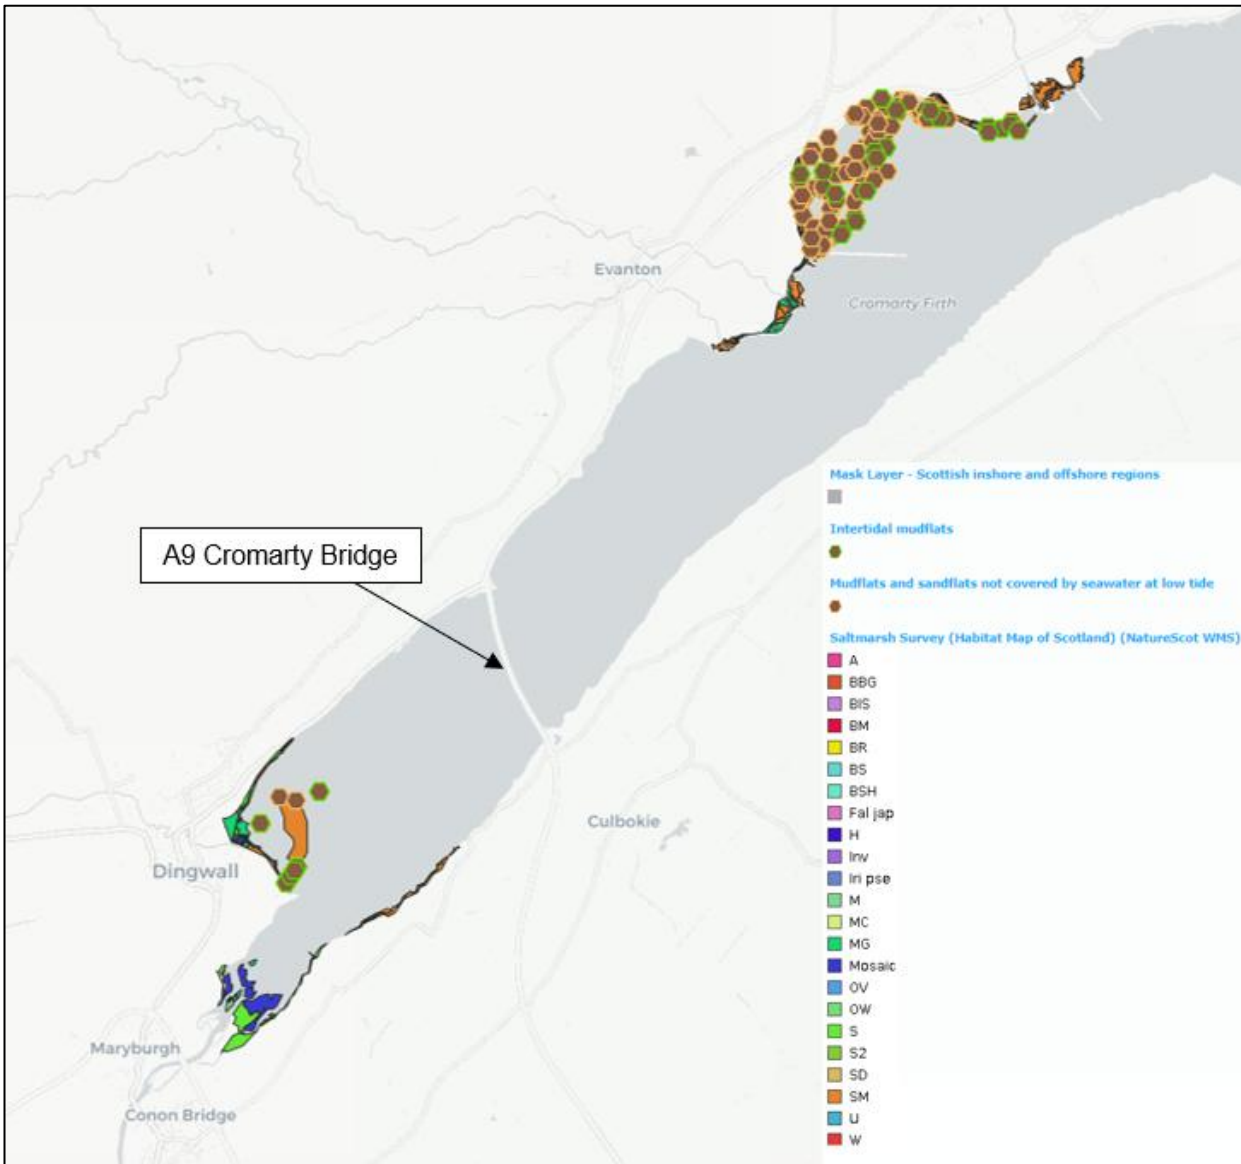 Evanton
Cromarty Firth
A9 Cromarty Bridge
Culbokie
Dingwall
Maryburgh
Conon Bridge
Mask Layer - Scottish inshore and offshore regions
Intertidal mudflats
Mudflats and sandflats not covered by seawater at low tide
Saltmarsh Survey (Habitat Map of Scotland) (NatureScot WMS)
A
BBG
BIS
BM
BR
BS
BSH
Fal jap
H
Inv
Iri pse
M
MC
MG
Mosaic
OV
OW
S
S2
SD
SM
U
W